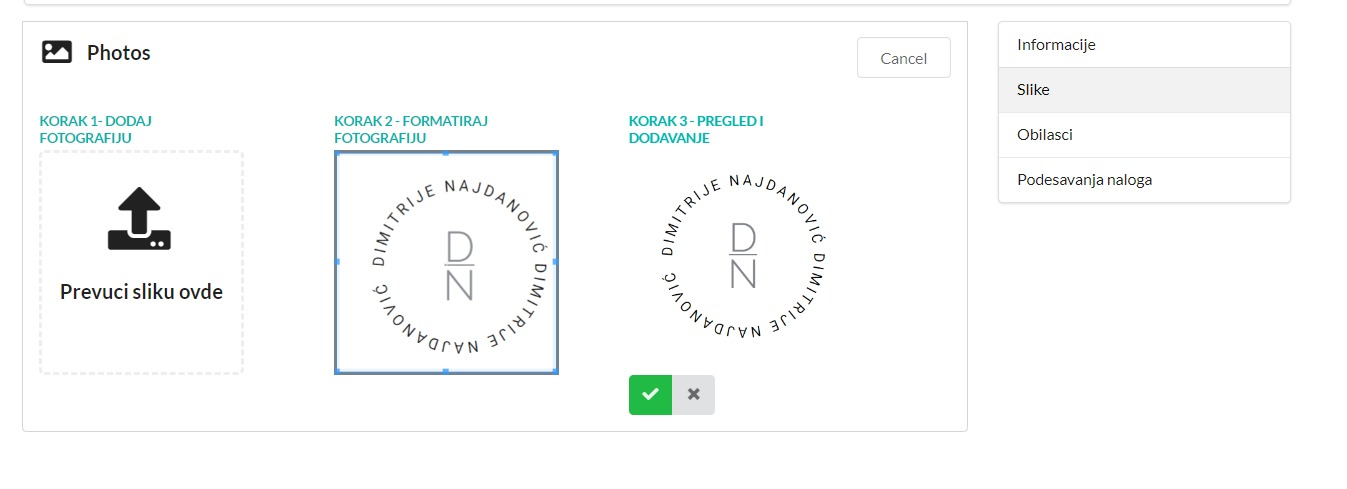 Photos
Cancel
KORAK 1- DODAJ
FOTOGRAFIJU
Prevuci sliku ovde
KORAK 2 - FORMATIRAJ
FOTOGRAFIJU
DIMITRIJE NAJDANOVIĆ DIMITRIJE NAJDANOVIĆ
D
N
KORAK 3 - PREGLED I
DODAVANJE
DIMITRIJE NAJDANOVIĆ DIMITRIJE NAJDANOVIĆ
D
N
Informacije
Slike
Obilasci
Podesavanja naloga